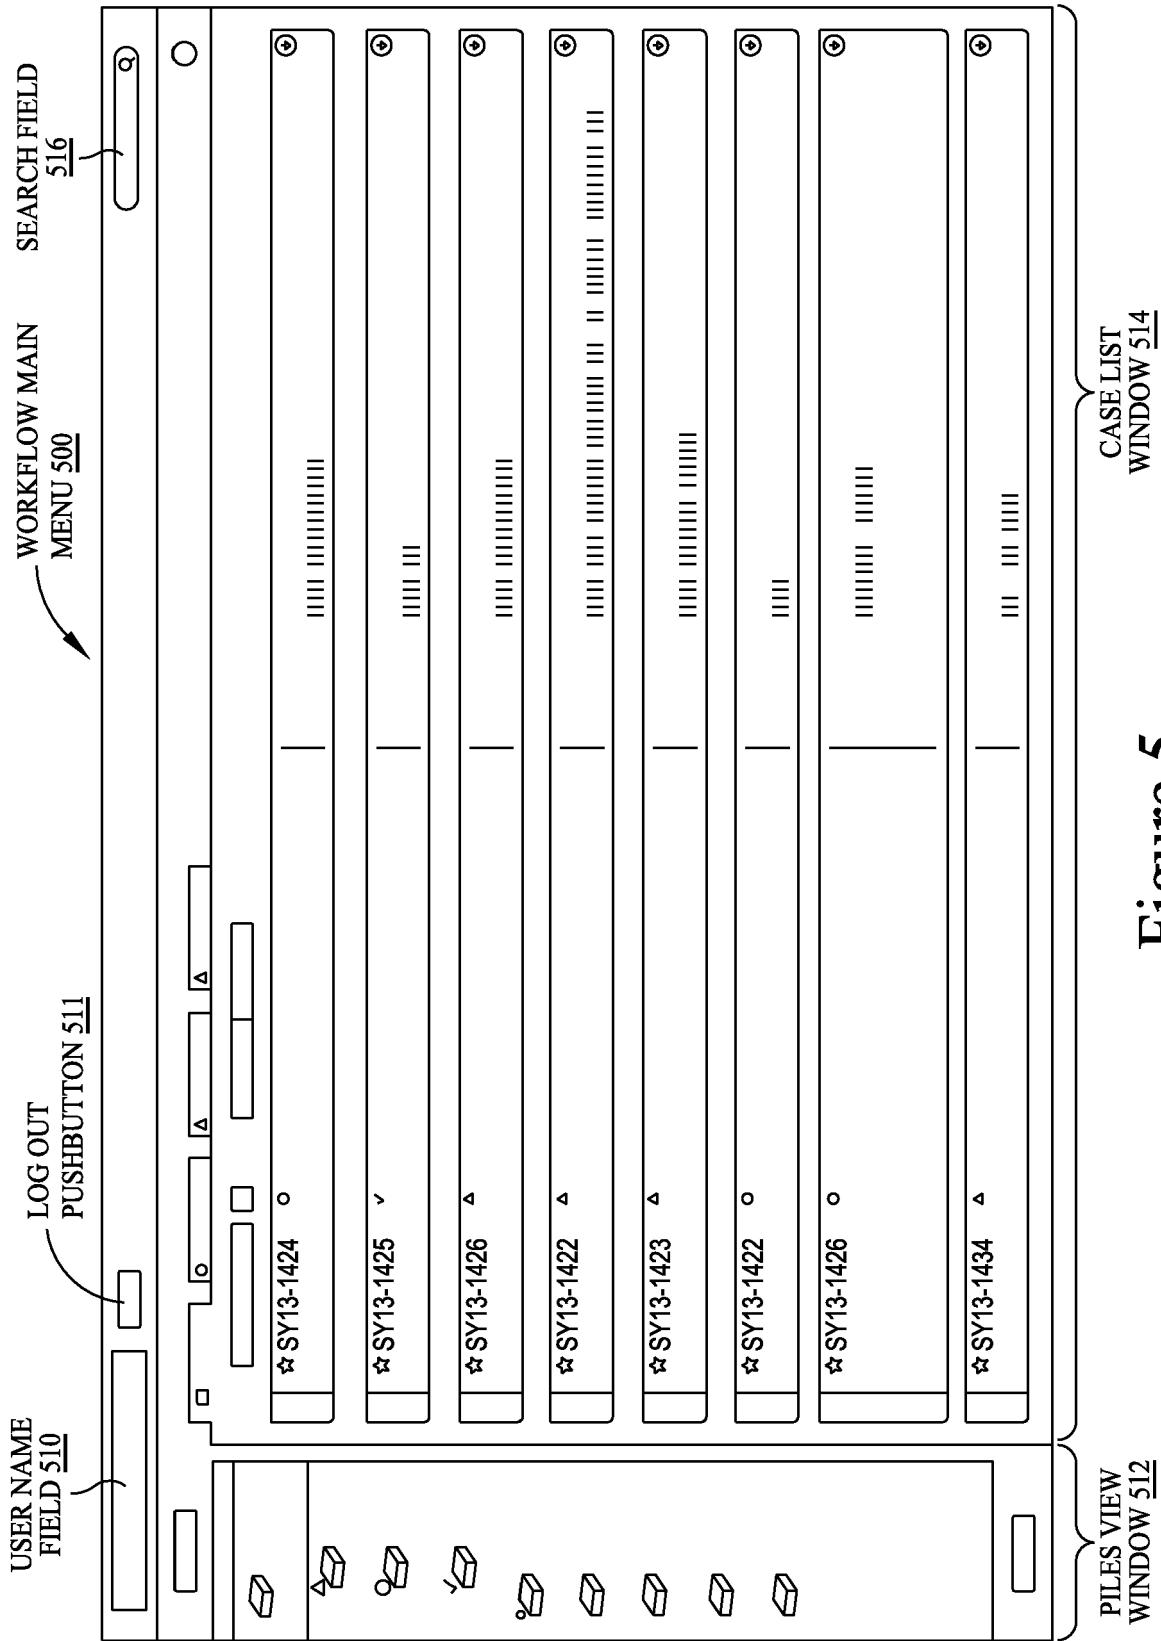 WORKFLOW MAIN
MENU 500
USER NAME
FIELD 510
LOG OUT
PUSHBUTTON 511
SEARCH FIELD
516
SY13-1424
SY13-1425
SY13-1426
SY13-1422
SY13-1423
SY13-1422
SY13-1426
SY13-1434
PILES VIEW
WINDOW 512
CASE LIST
WINDOW 514
Figure 5